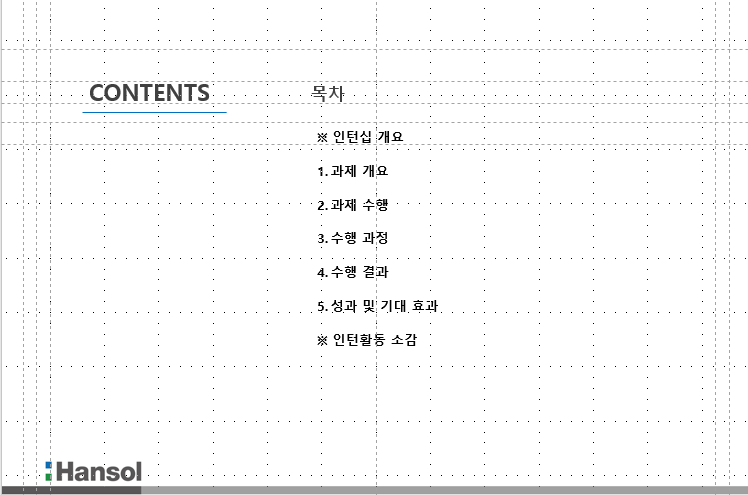 CONTENTS
목차
※ 인턴십 개요
1. 과제 개요
2. 과제 수행
3. 수행 과정
4. 수행 결과
5. 성과 및 기대 효과
※ 인턴활동 소감
Hansol